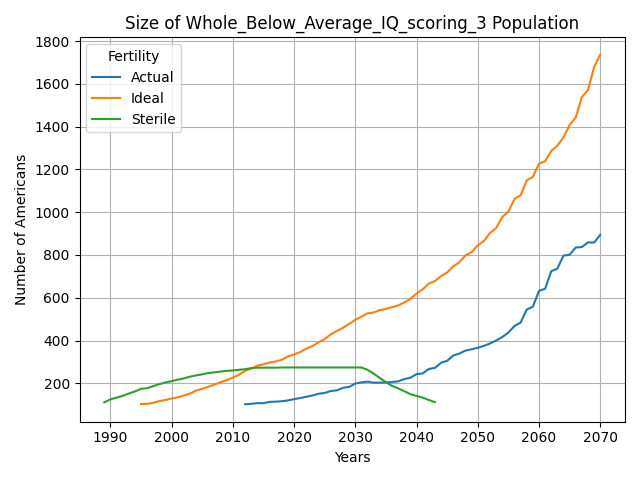 Size of Whole_Below_Average_IQ_scoring_3 Population
Fertility
Actual
Ideal
Sterile
Number of Americans
1800
1600
1400
1200
1000
800
600
400
200
1990 2000 2010 2020 2030 2040 2050 2060 2070
Years